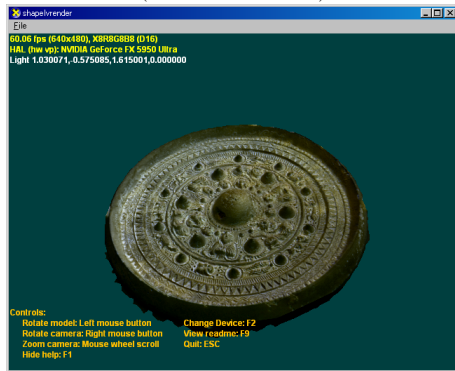 shapelvrender
File
60.06 fps (640x480), X8R8G8B8 (D16)
HAL (hw vp): NVIDIA GeForce FX 5950 Ultra
Light 1.030071,-0.575085,1.615001,0.000000
Controls:
Rotate model: Left mouse button Change Device: F2
Rotate camera: Right mouse button View readme: F9
Zoom camera: Mouse wheel scroll Quit: ESC
Hide help: F1